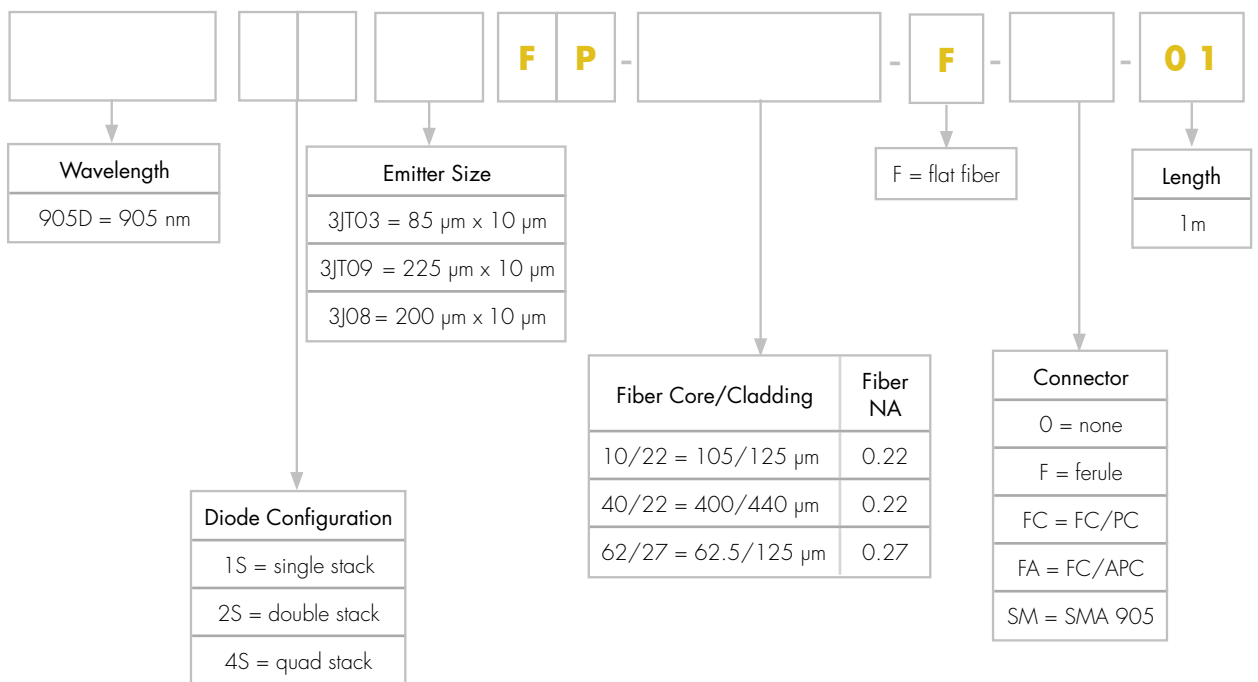 F P - - F - - 0 1
Wavelength
905D = 905 nm
Emitter Size
3JT03 = 85 µm x 10 µm
3JT09 = 225 µm x 10 µm
3J08 = 200 µm x 10 µm
F = flat fiber
Length
1m
Fiber Core/Cladding Fiber NA
10/22 = 105/125 µm 0.22
40/22 = 400/440 µm 0.22
62/27 = 62.5/125 µm 0.27
Connector
0 = none
F = ferule
FC = FC/PC
FA = FC/APC
SM = SMA 905
Diode Configuration
1S = single stack
2S = double stack
4S = quad stack